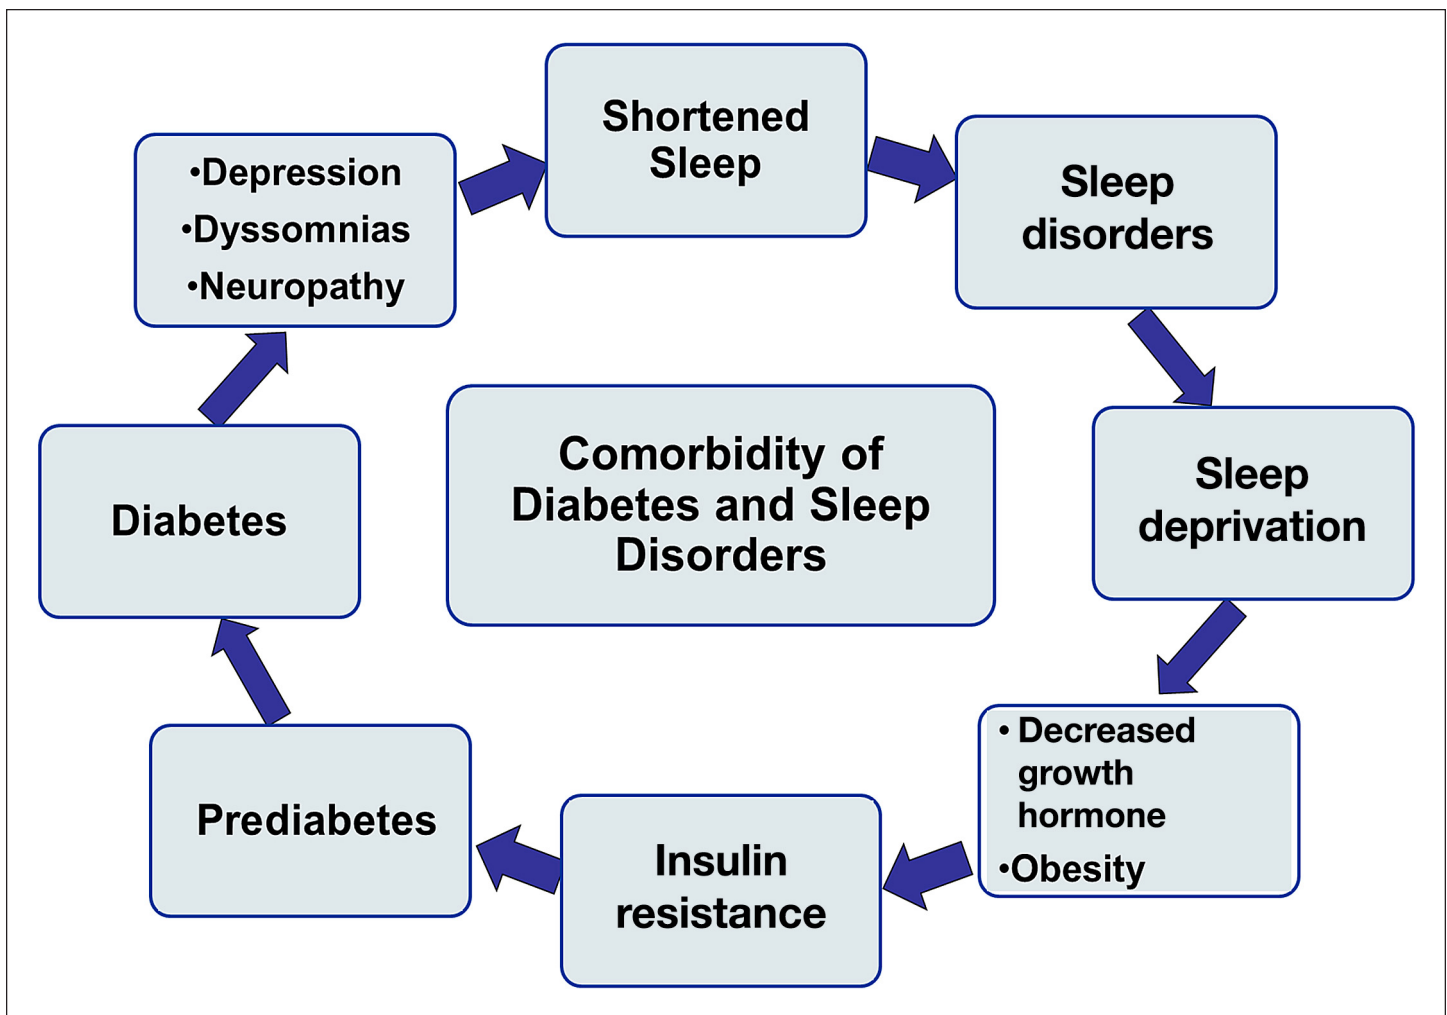 Shortened
Sleep
Sleep
disorders
Sleep
deprivation
• Decreased
growth
hormone
•Obesity
Insulin
resistance
Prediabetes
Diabetes
•Depression
•Dyssomnias
•Neuropathy
Comorbidity of
Diabetes and Sleep
Disorders